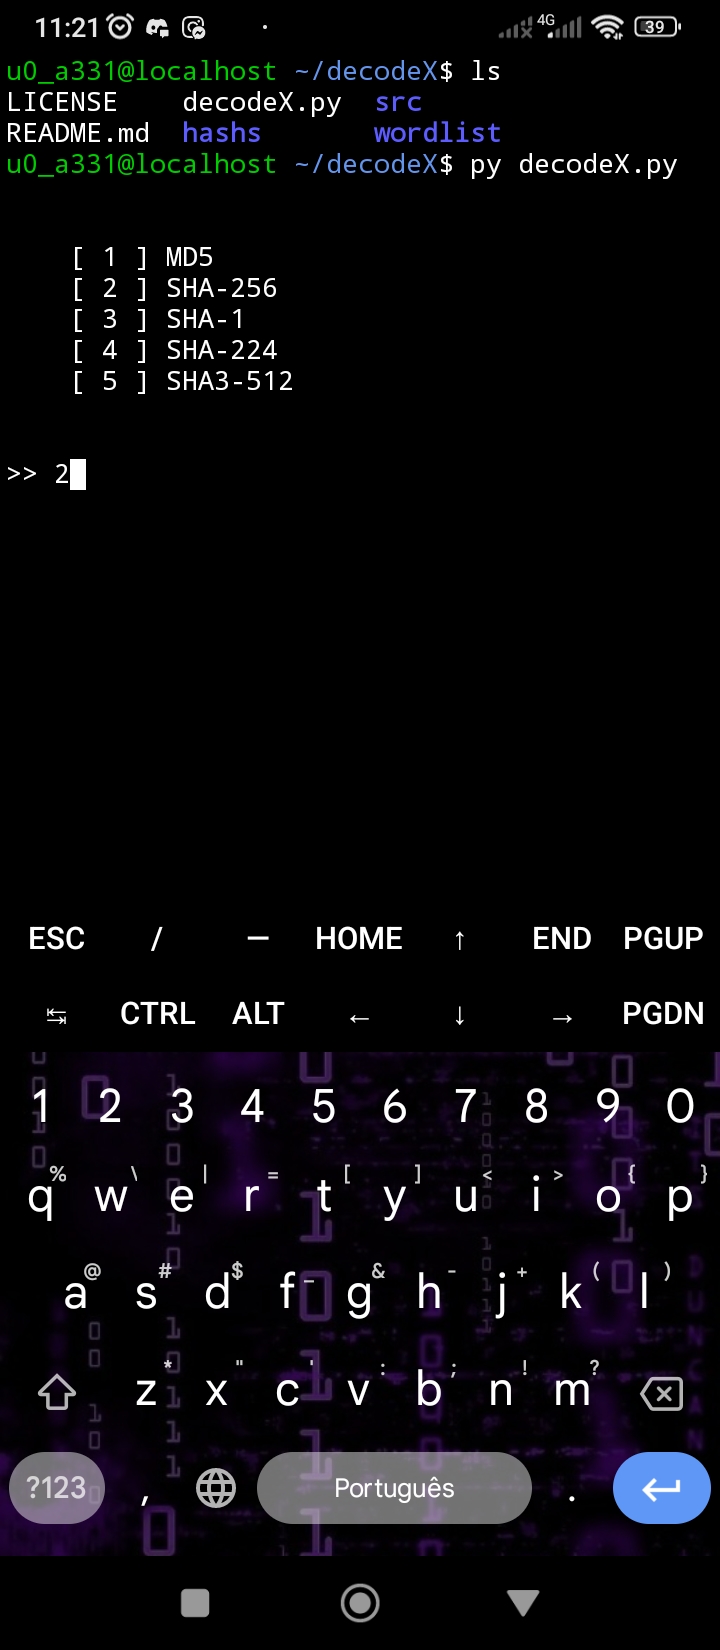 11:21 4G 39
u0_a331@localhost ~/decodeX$ ls
LICENSE decodeX.py src
README.md hashs wordlist
u0_a331@localhost ~/decodeX$ py decodeX.py
[ 1 ] MD5
[ 2 ] SHA-256
[ 3 ] SHA-1
[ 4 ] SHA-224
[ 5 ] SHA3-512
>> 2
ESC / — HOME ↑ END PGUP
↹ CTRL ALT ← ↓ → PGDN
1 2 3 4 5 6 7 8 9 0
% \ | = [ ] < > { }
q w e r t y u i o p
@ # $ _ & - + ( )
a s d f g h j k l
* " ' : ; ! ?
z x c v b n m
?123 , Português .